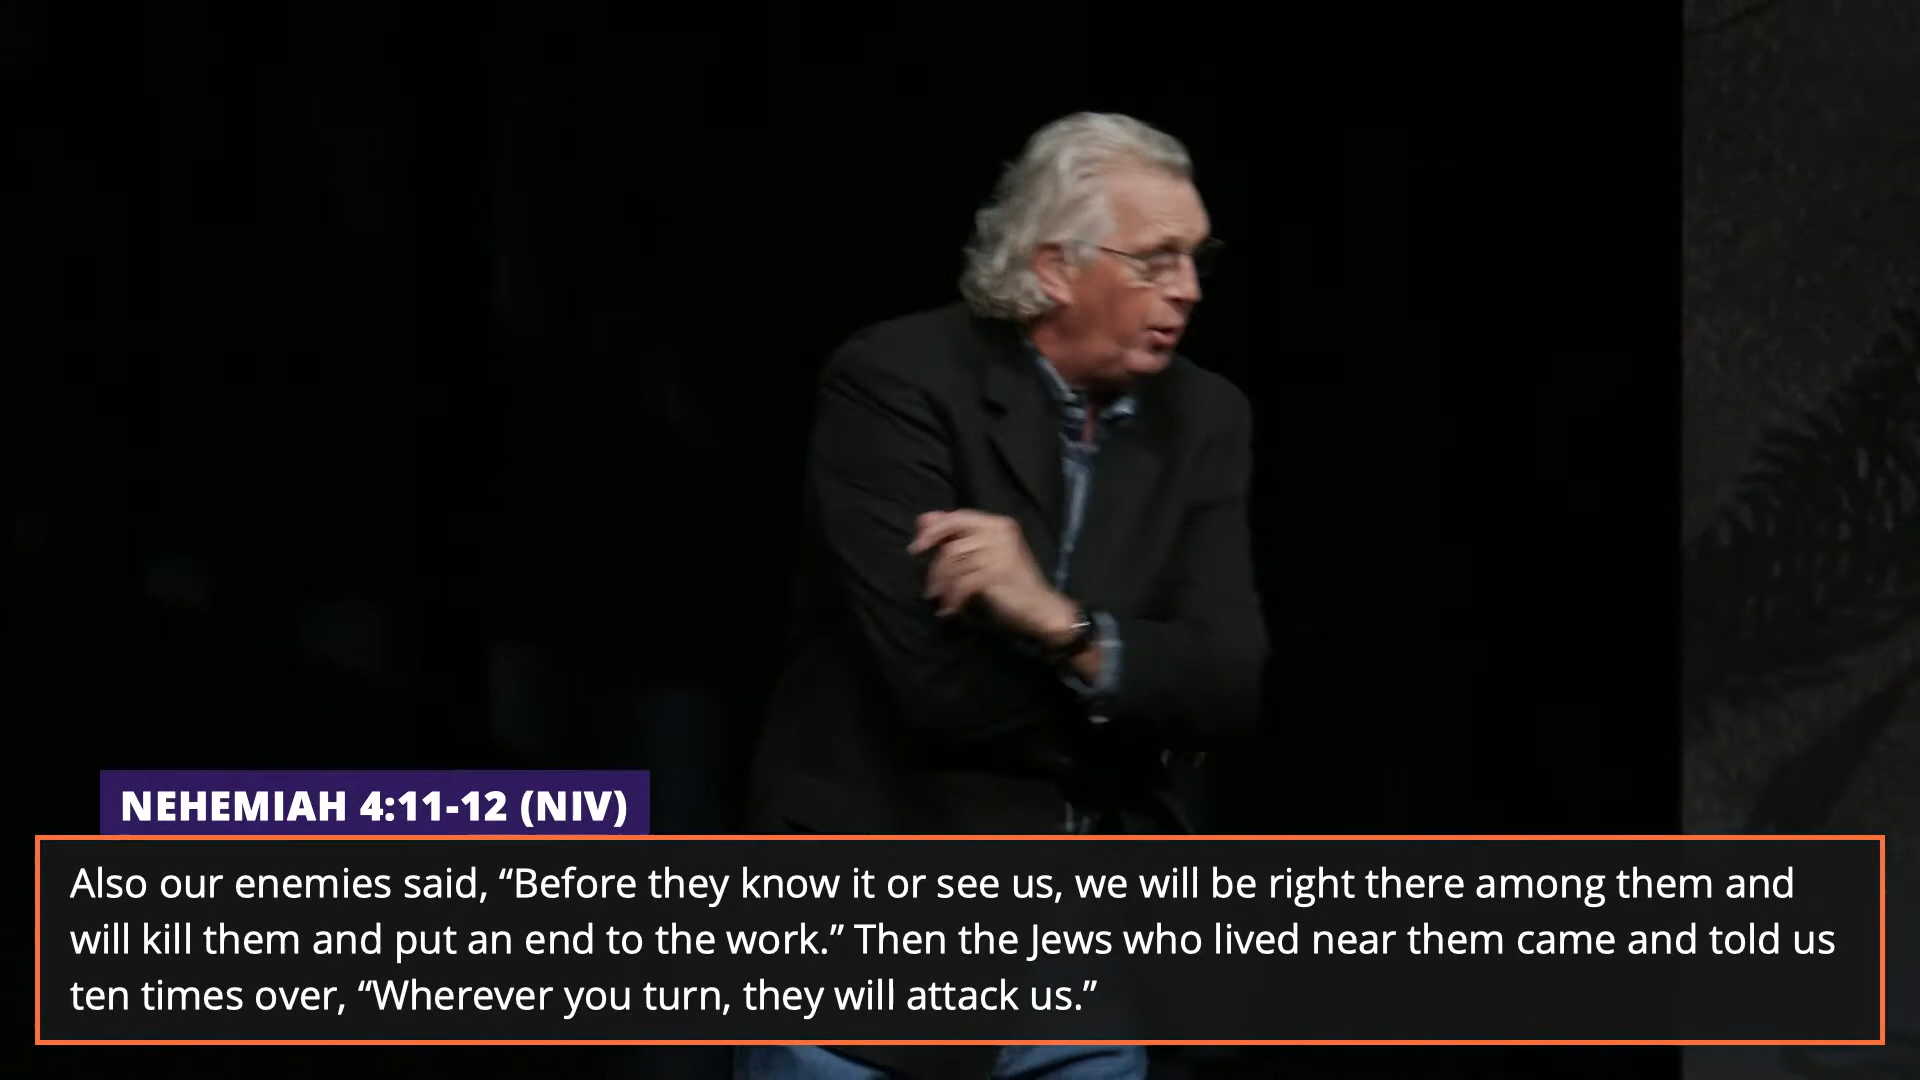 NEHEMIAH 4:11-12 (NIV)
Also our enemies said, “Before they know it or see us, we will be right there among them and
will kill them and put an end to the work.” Then the Jews who lived near them came and told us
ten times over, “Wherever you turn, they will attack us.”